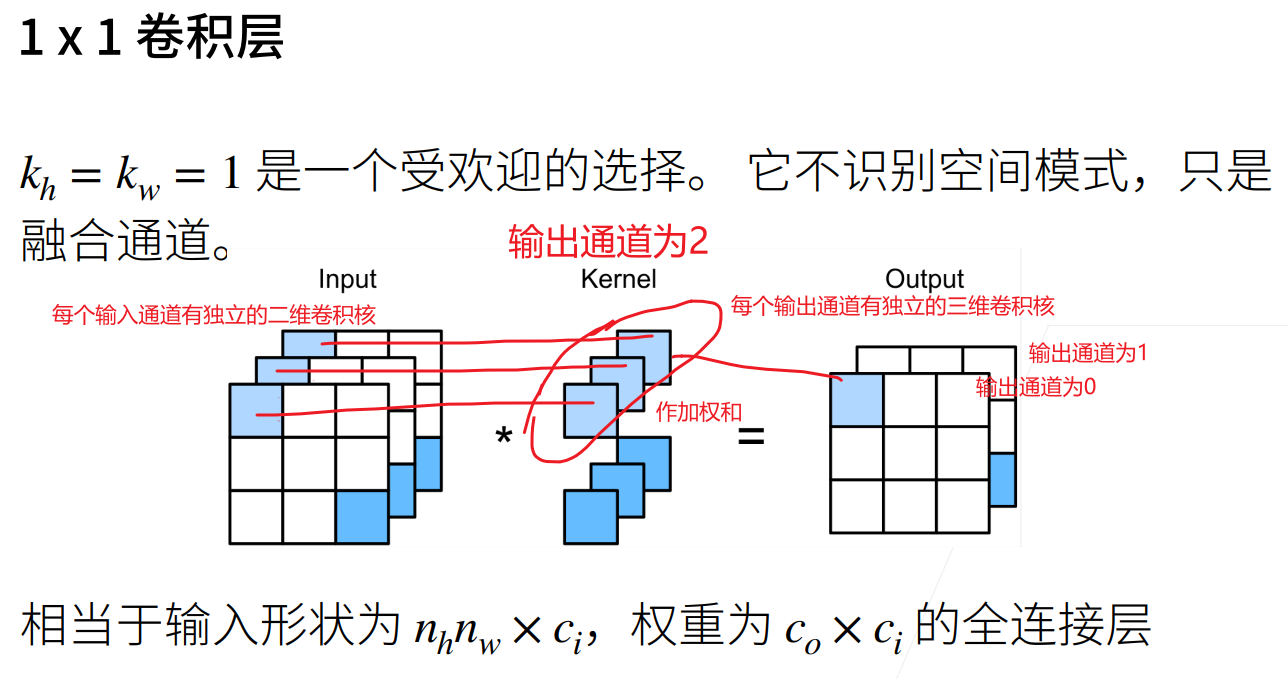 1 x 1 卷积层
k_h = k_w = 1 是一个受欢迎的选择。 它不识别空间模式，只是
融合通道。
输出通道为2
Input
Kernel
Output
每个输入通道有独立的二维卷积核
每个输出通道有独立的三维卷积核
输出通道为1
输出通道为0
作加权和
*
=
相当于输入形状为 n_h n_w × c_i，权重为 c_o × c_i 的全连接层